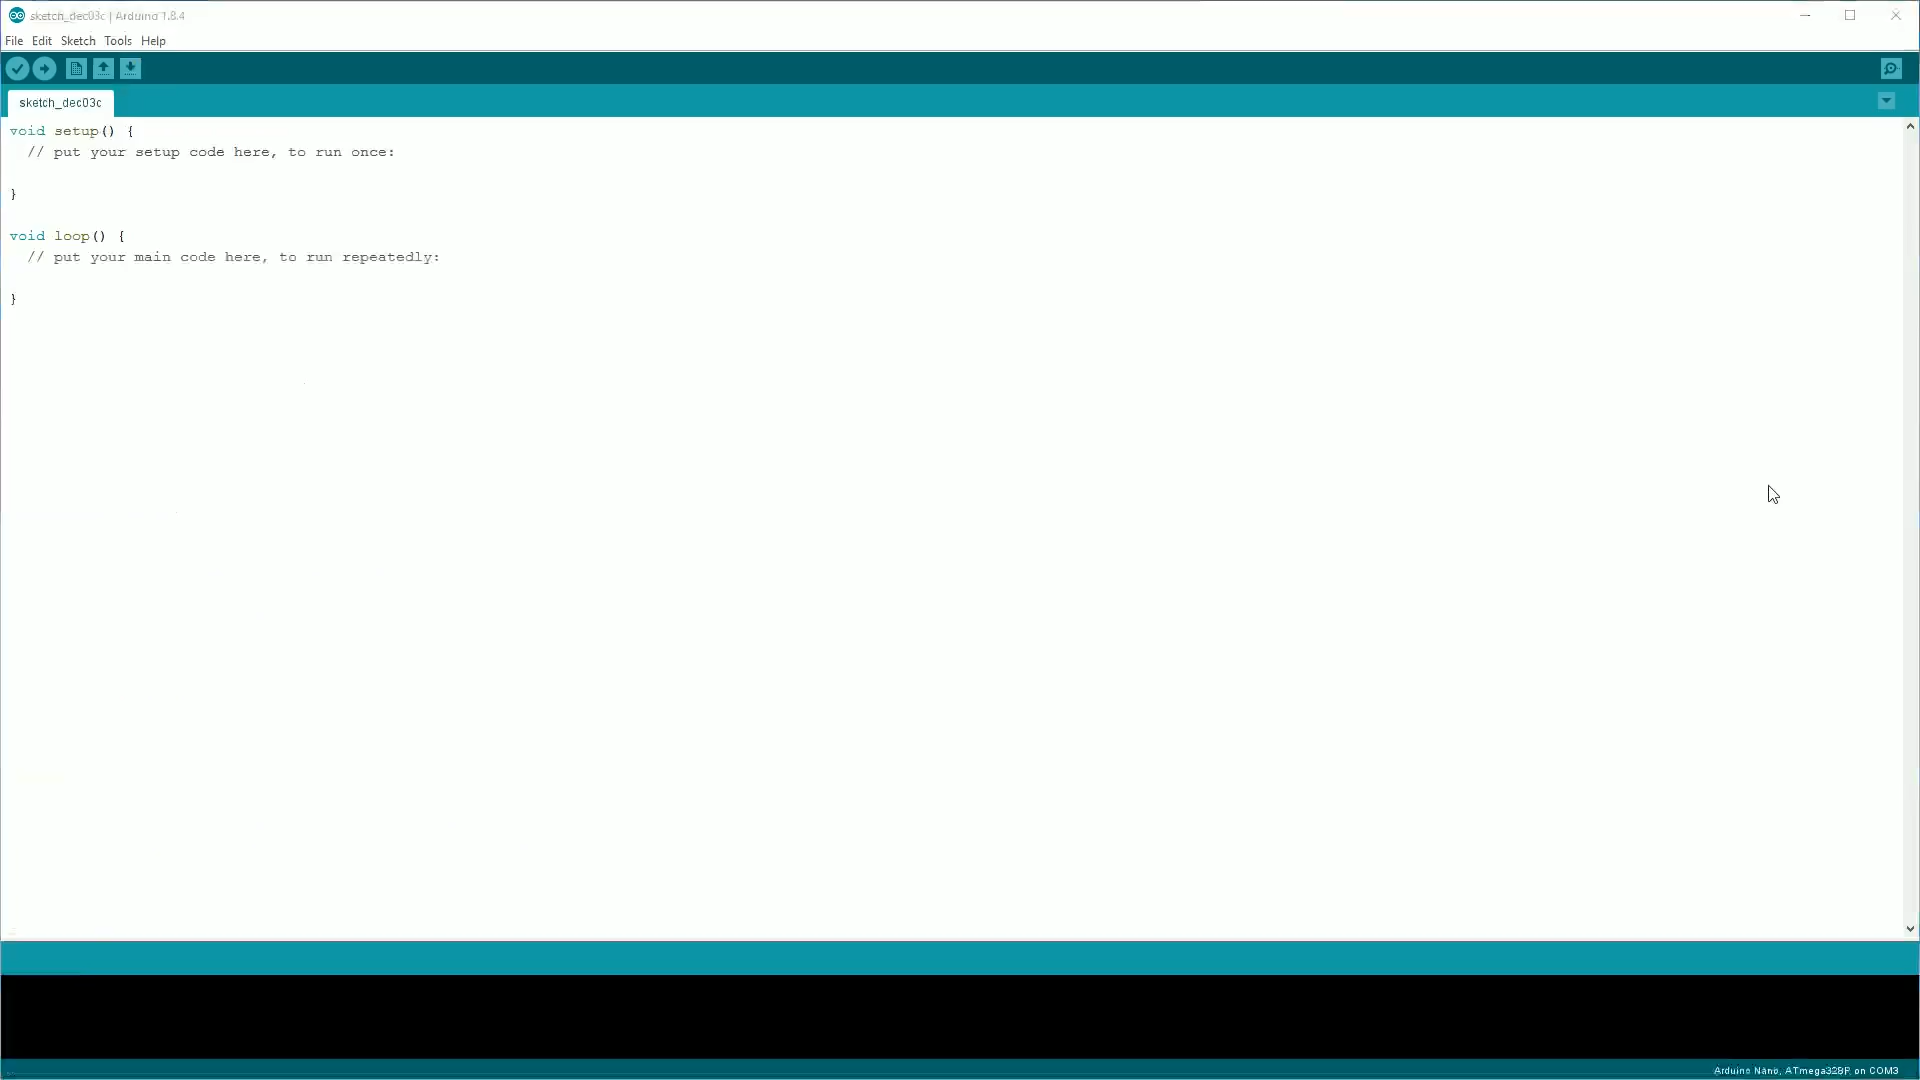 sketch_dec03c | Arduino 1.8.4
File Edit Sketch Tools Help
sketch_dec03c
void setup() {
  // put your setup code here, to run once:
}
void loop() {
  // put your main code here, to run repeatedly:
}
Arduino Nano, ATmega328P on COM3